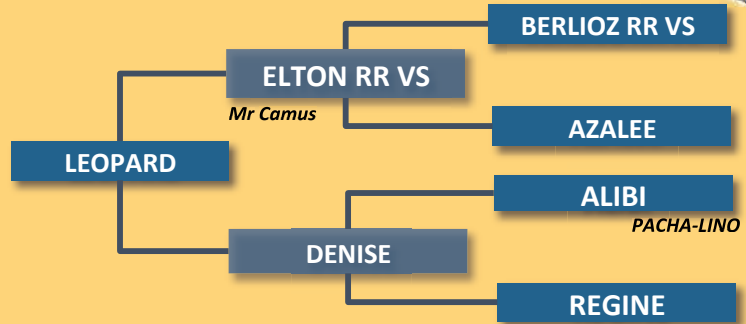 BERLIOZ RR VS
ELTON RR VS
Mr Camus
AZALEE
LEOPARD
ALIBI
PACHA-LINO
DENISE
REGINE